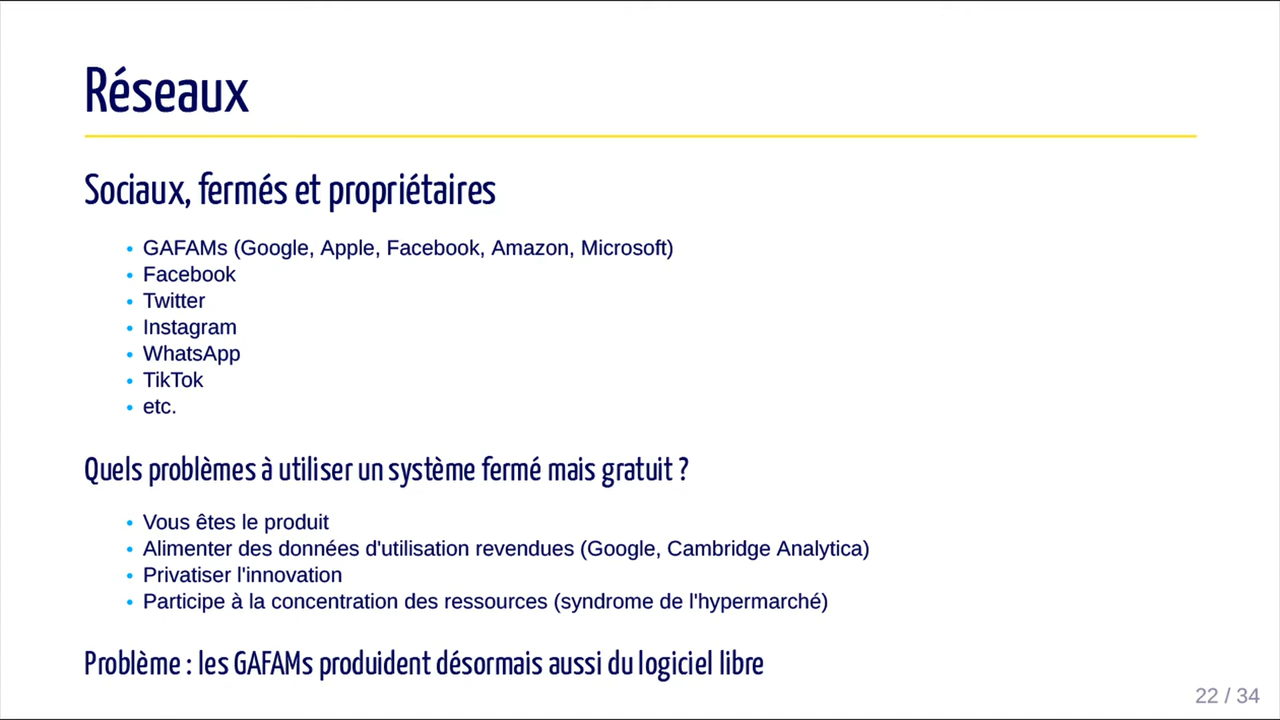 Réseaux
Sociaux, fermés et propriétaires
• GAFAMs (Google, Apple, Facebook, Amazon, Microsoft)
• Facebook
• Twitter
• Instagram
• WhatsApp
• TikTok
• etc.
Quels problèmes à utiliser un système fermé mais gratuit ?
• Vous êtes le produit
• Alimenter des données d'utilisation revendues (Google, Cambridge Analytica)
• Privatiser l'innovation
• Participe à la concentration des ressources (syndrome de l'hypermarché)
Problème : les GAFAMs produident désormais aussi du logiciel libre
22 / 34